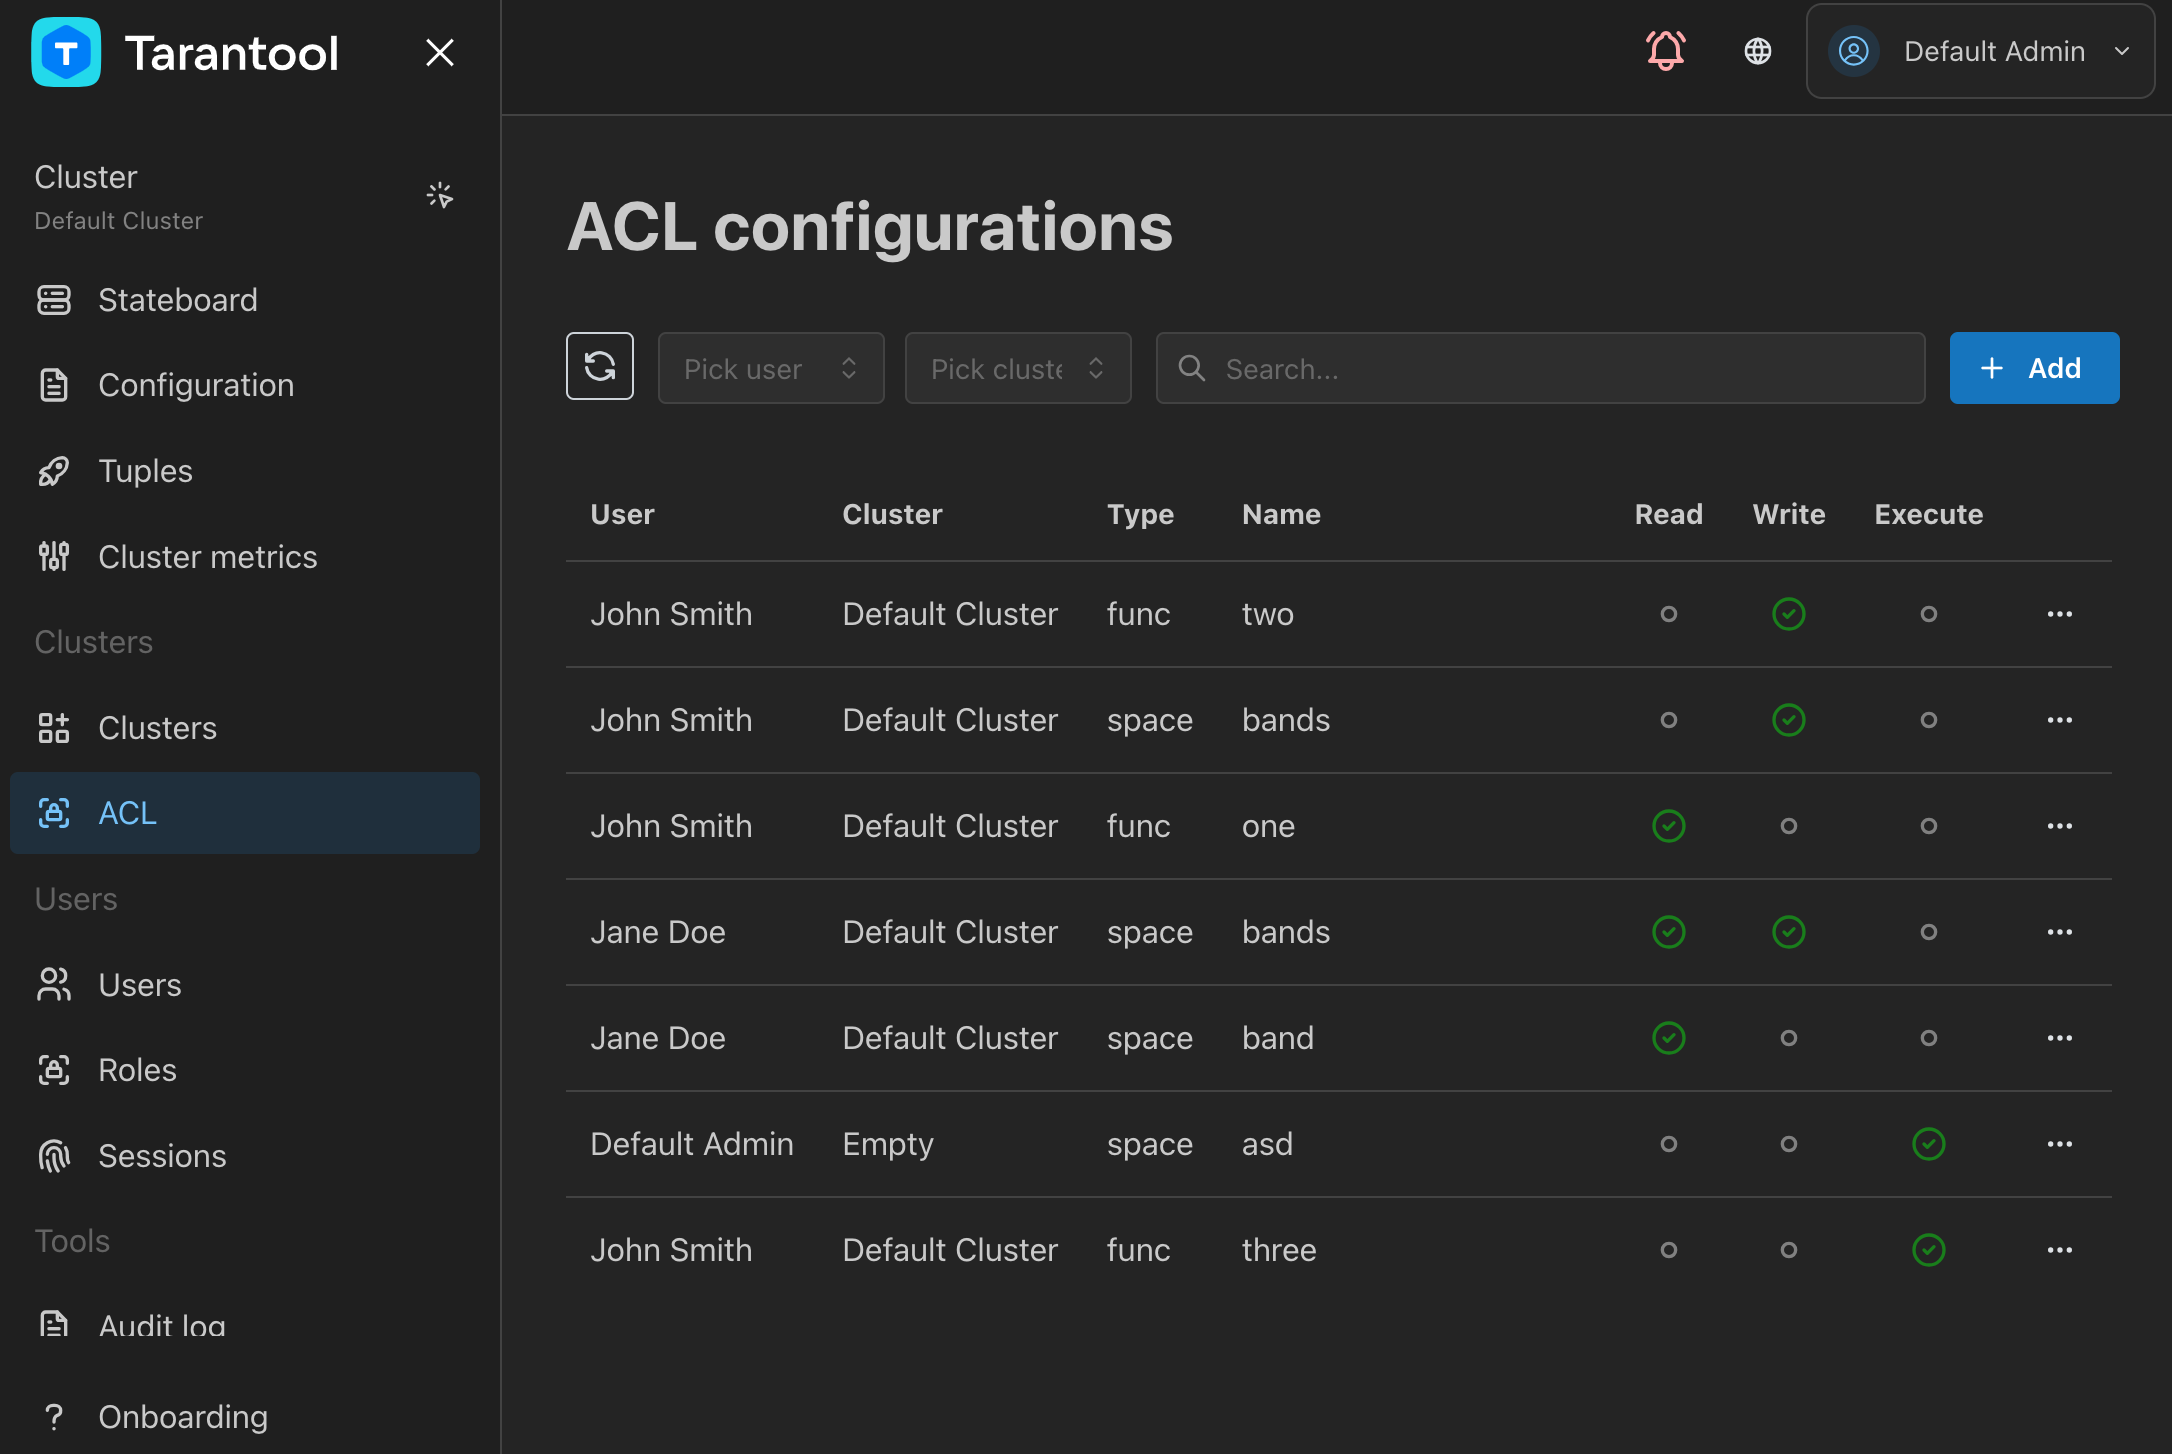 Tarantool
Default Admin
Cluster
Default Cluster
Stateboard
Configuration
Tuples
Cluster metrics
Clusters
Clusters
ACL
Users
Users
Roles
Sessions
Tools
Audit log
Onboarding
ACL configurations
Pick user
Pick cluste
Search...
Add
User Cluster Type Name Read Write Execute
John Smith Default Cluster func two
John Smith Default Cluster space bands
John Smith Default Cluster func one
Jane Doe Default Cluster space bands
Jane Doe Default Cluster space band
Default Admin Empty space asd
John Smith Default Cluster func three